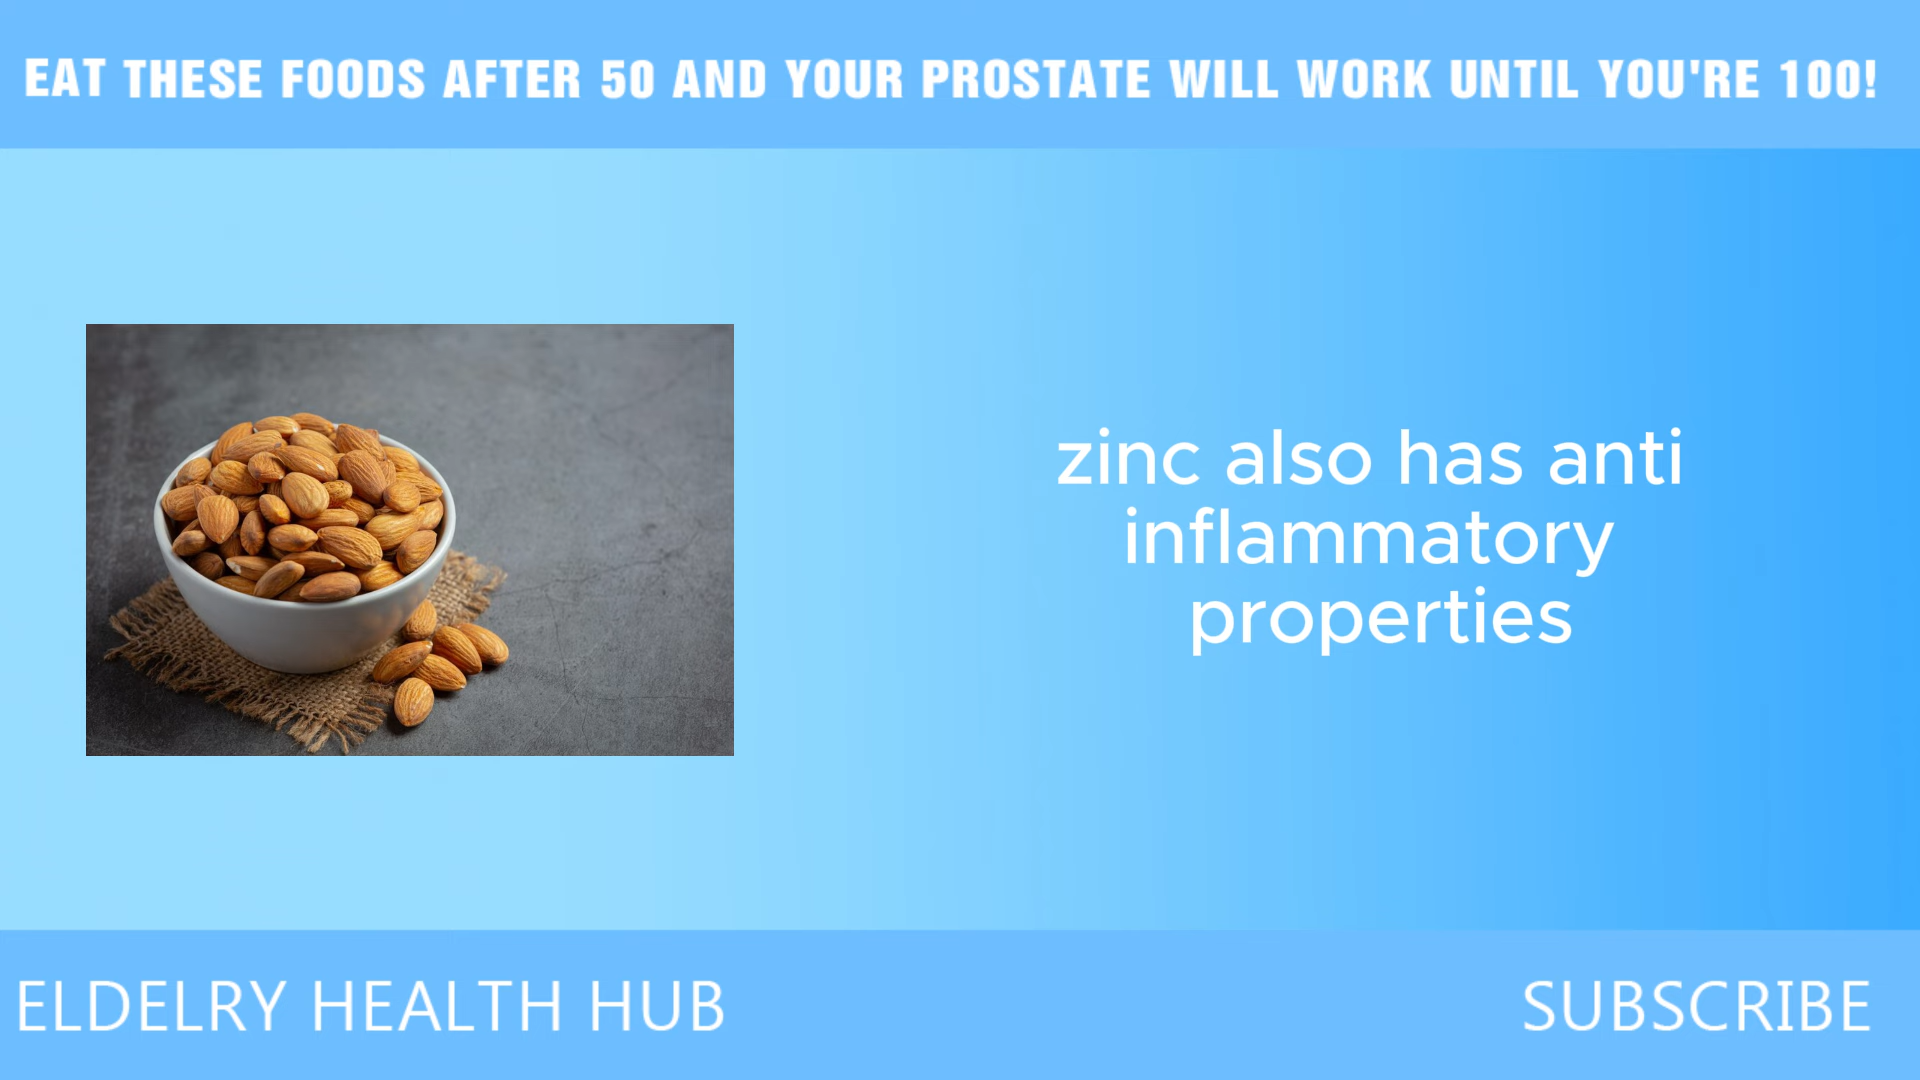 EAT THESE FOODS AFTER 50 AND YOUR PROSTATE WILL WORK UNTIL YOU'RE 100!
zinc also has anti
inflammatory
properties
ELDELRY HEALTH HUB
SUBSCRIBE